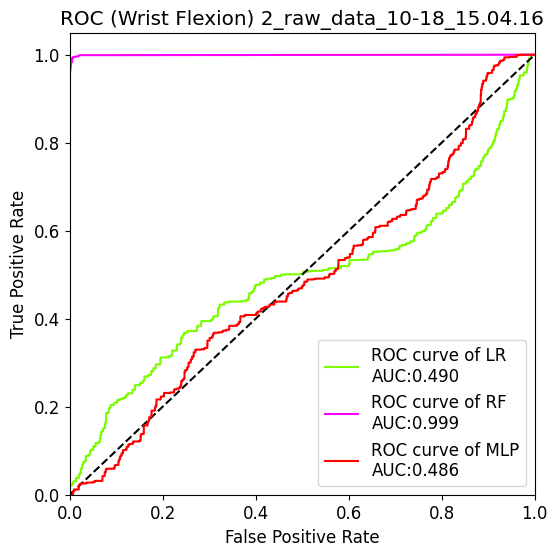 ROC (Wrist Flexion) 2_raw_data_10-18_15.04.16
1.0
0.8
0.6
0.4
0.2
0.0
True Positive Rate
ROC curve of LR
AUC:0.490
ROC curve of RF
AUC:0.999
ROC curve of MLP
AUC:0.486
0.0 0.2 0.4 0.6 0.8 1.0
False Positive Rate